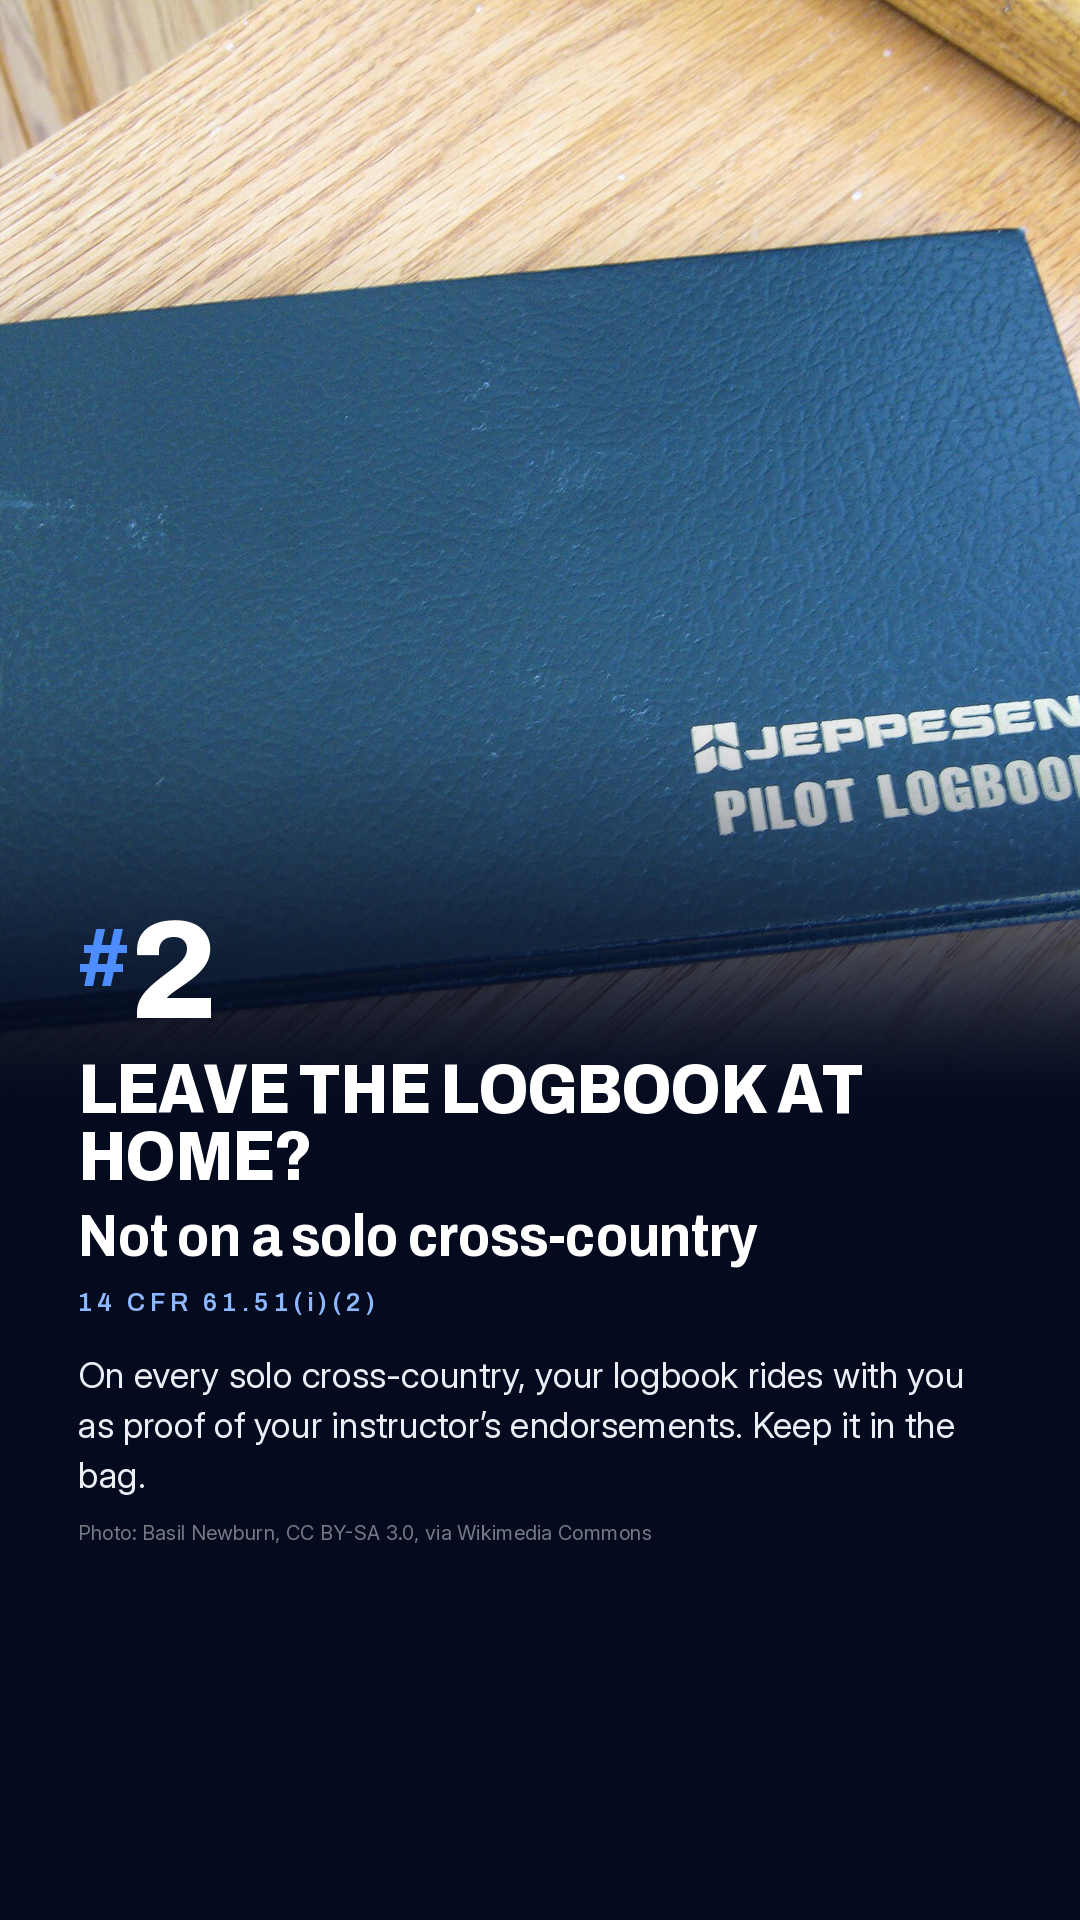 JEPPESEN
PILOT LOGBOOK
#2
LEAVE THE LOGBOOK AT
HOME?
Not on a solo cross-country
14 CFR 61.51(i)(2)
On every solo cross-country, your logbook rides with you
as proof of your instructor’s endorsements. Keep it in the
bag.
Photo: Basil Newburn, CC BY-SA 3.0, via Wikimedia Commons